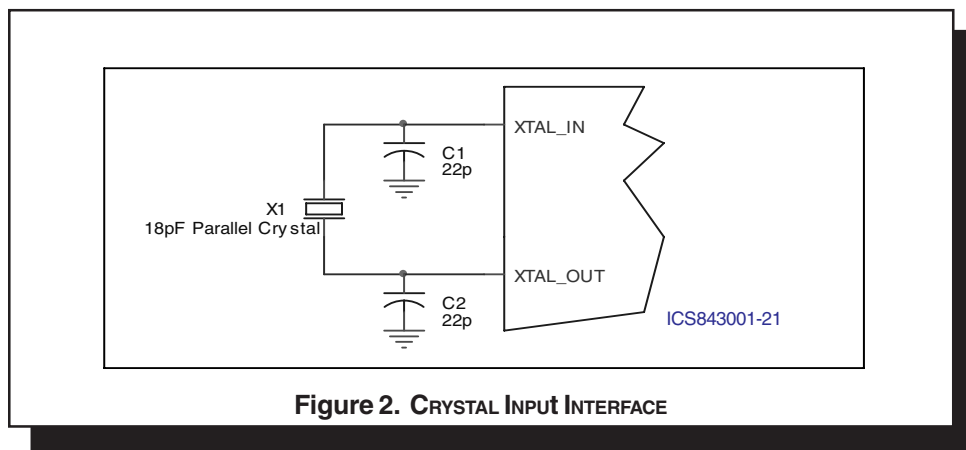 XTAL_IN
C1
22p
X1
18pF Parallel Crystal
XTAL_OUT
C2
22p
ICS843001-21
Figure 2. CRYSTAL INPUt INTERFACE